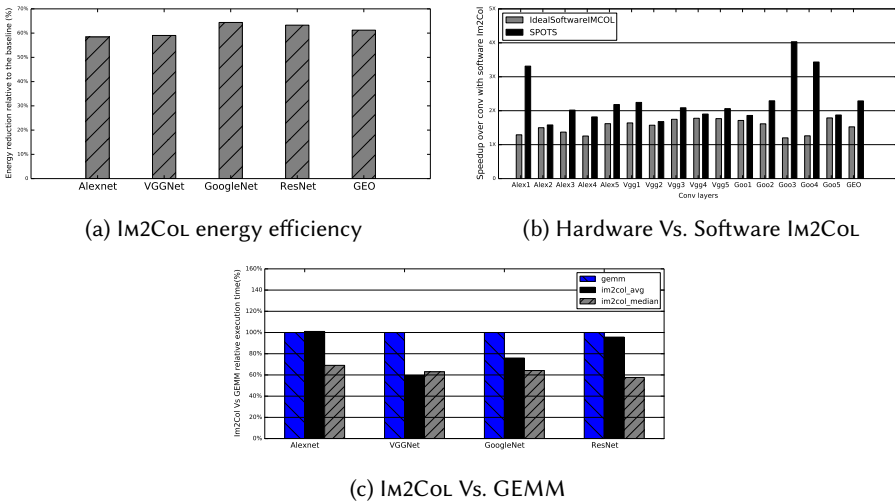 70%
60%
50%
40%
30%
20%
10%
0
Energy reduction relative to the baseline (%)
Alexnet VGGNet GoogleNet ResNet GEO
(a) IM2COL energy efficiency
5X
4X
3X
2X
1X
Speedup over conv with software Im2Col
IdealSoftwareIMCOL
SPOTS
Alex1 Alex2 Alex3 Alex4 Alex5 Vgg1 Vgg2 Vgg3 Vgg4 Vgg5 Goo1 Goo2 Goo3 Goo4 Goo5 GEO
Conv layers
(b) Hardware Vs. Software IM2COL
160%
140
120%
100%
80%
60%
40%
20%
0%
Im2Col Vs GEMM relative execution time(%)
gemm
im2col_avg
im2col_median
Alexnet VGGNet GoogleNet ResNet
(c) IM2COL Vs. GEMM